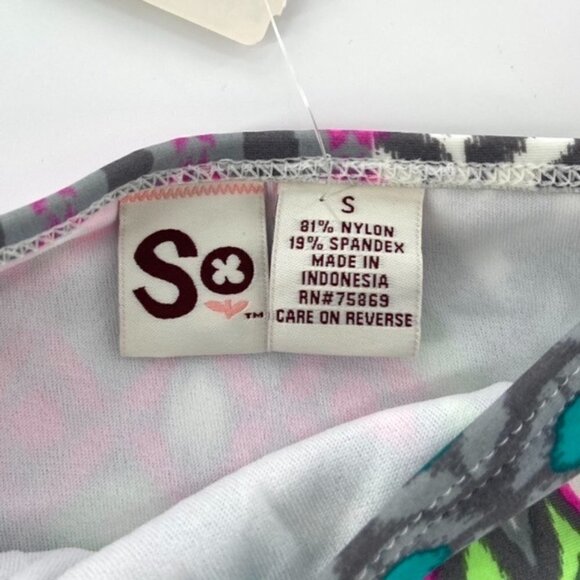 So
TM
S
81% NYLON
19% SPANDEX
MADE IN
INDONESIA
RN#75869
CARE ON REVERSE